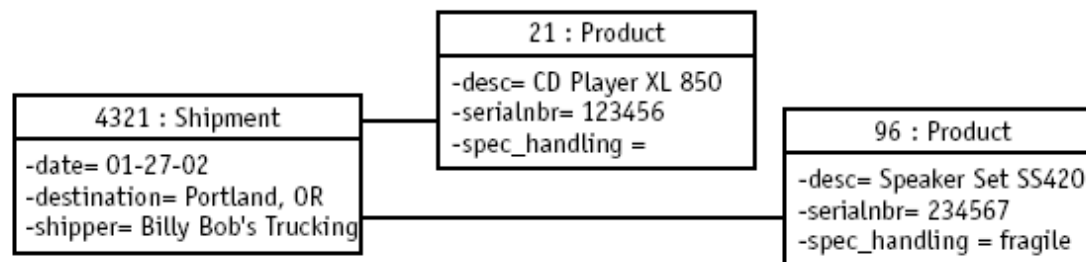 21 : Product
-desc= CD Player XL 850
-serialnbr= 123456
-spec_handling =
4321 : Shipment
-date= 01-27-02
-destination= Portland, OR
-shipper= Billy Bob's Trucking
96 : Product
-desc= Speaker Set SS420
-serialnbr= 234567
-spec_handling = fragile